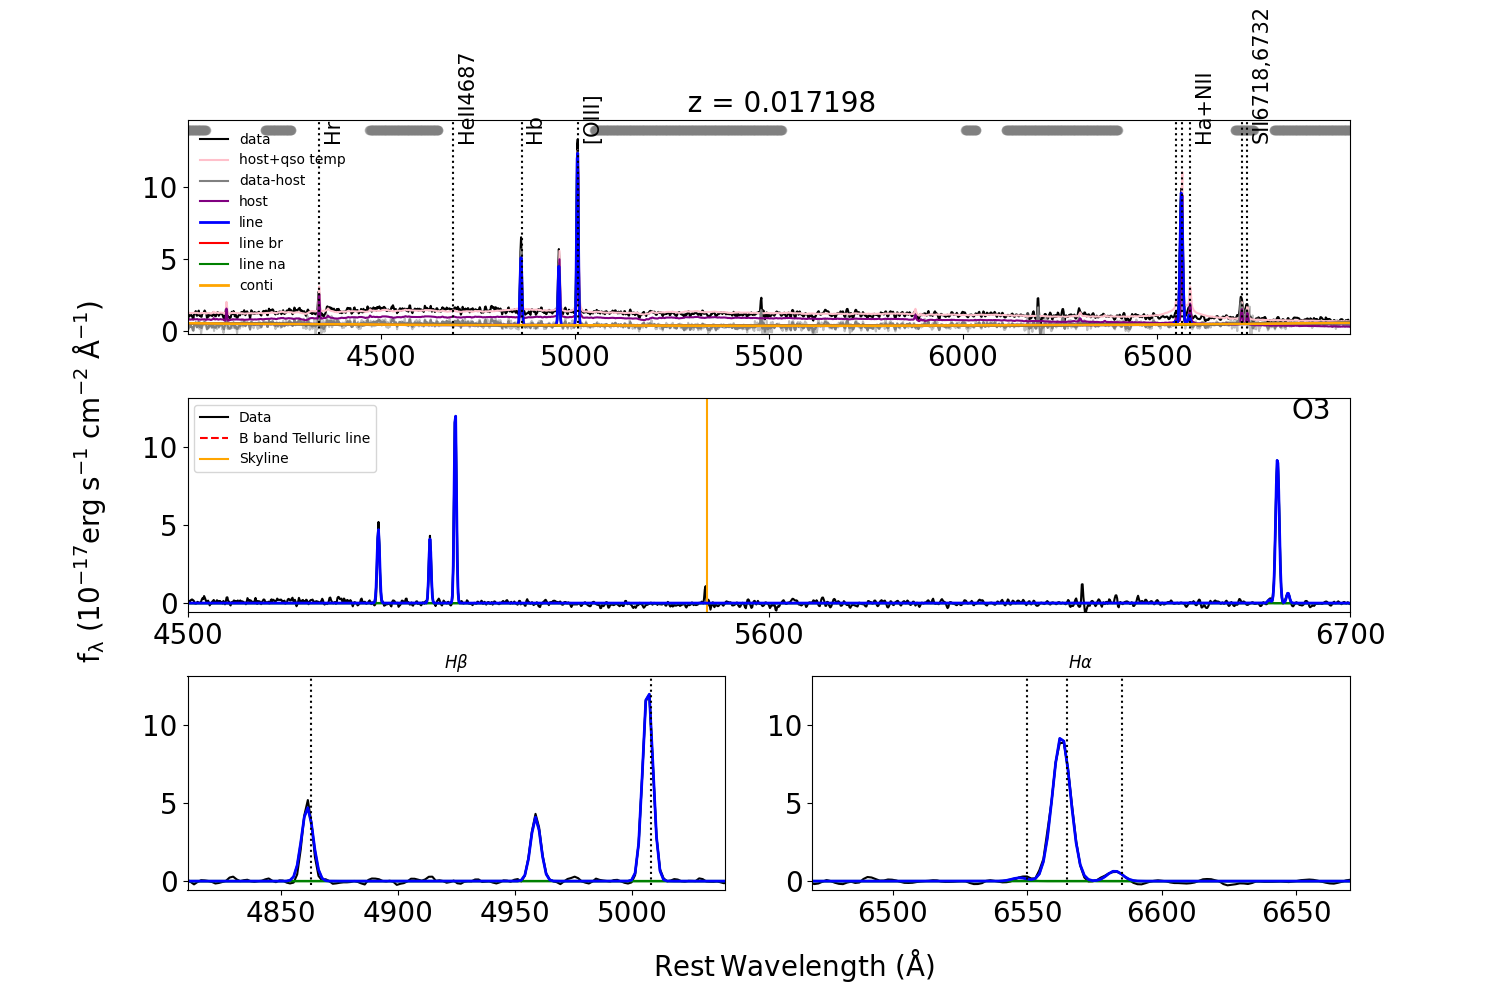 z = 0.017198
Hr
HeII4687
Hb
[OIII]
Ha+NII
SII6718,6732
data
host+qso temp
data-host
host
line
line br
line na
conti
10
5
0
4500
5000
5500
6000
6500
O3
Data
B band Telluric line
Skyline
10
5
0
4500
5600
6700
fλ (10−17erg s−1 cm−2 Å−1)
Hβ
10
5
0
4850
4900
4950
5000
Hα
10
5
0
6500
6550
6600
6650
Rest Wavelength (Å)